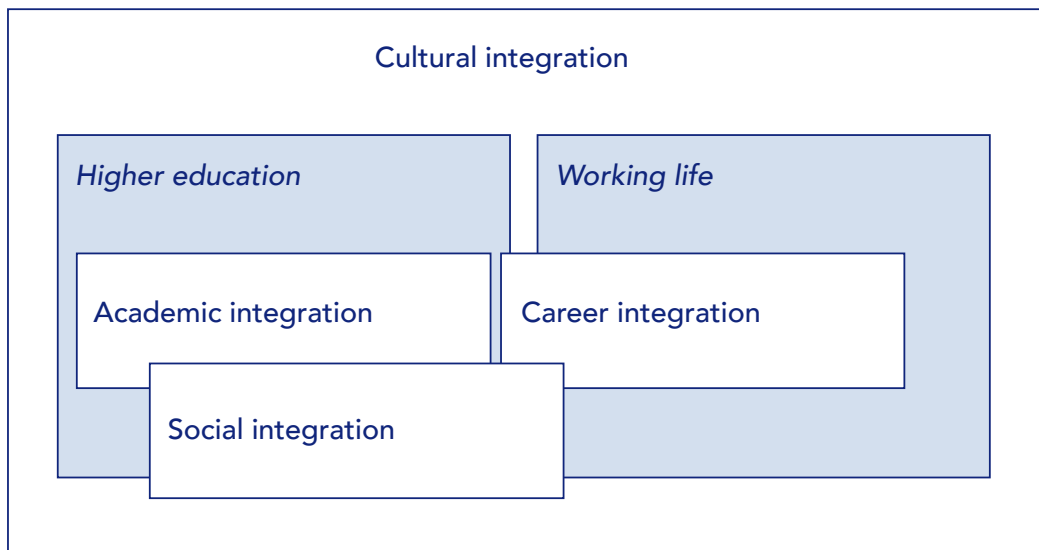 Cultural integration
Higher education
Working life
Academic integration
Career integration
Social integration